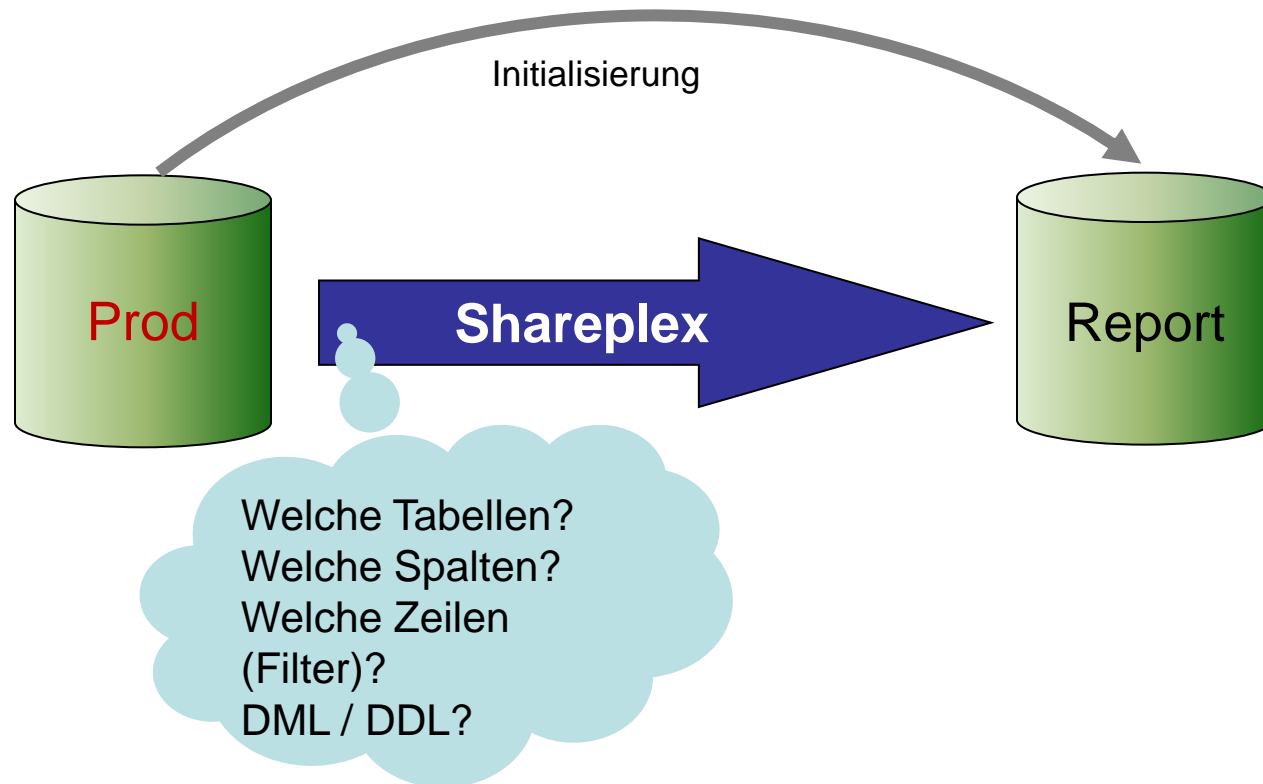 Initialisierung
Prod
Shareplex
Report
Welche Tabellen?
Welche Spalten?
Welche Zeilen
(Filter)?
DML / DDL?